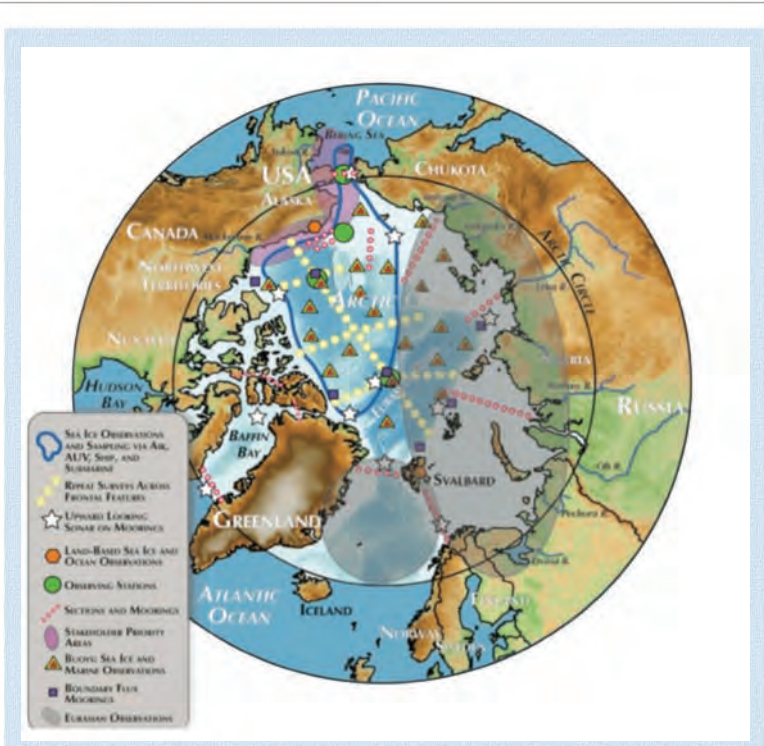 PACIFIC
OCEAN
BERING SEA
USA
ALASKA
CHUKOTA
CANADA
NORTHWEST
TERRITORIES
ARCTIC
ARCTIC CIRCLE
Lena R.
NUNAVUT
HUDSON
BAY
BAFFIN
BAY
RUSSIA
Ob R.
Pechora R.
SVALBARD
GREENLAND
ATLANTIC
OCEAN
ICELAND
NORWAY
SWEDEN
FINLAND
SEA ICE OBSERVATIONS
AND SAMPLING VIA AIR,
AUV, SHIP, AND
SUBMARINE
REPEAT SURVEYS ACROSS
FRONTAL FEATURES
UPWARD LOOKING
SONAR ON MOORINGS
LAND-BASED SEA ICE AND
OCEAN OBSERVATIONS
OBSERVING STATIONS
SECTIONS AND MOORINGS
STAKEHOLDER PRIORITY
AREAS
BUOYS: SEA ICE AND
MARINE OBSERVATIONS
BOUNDARY FLUX
MOORINGS
EURASIAN OBSERVATIONS